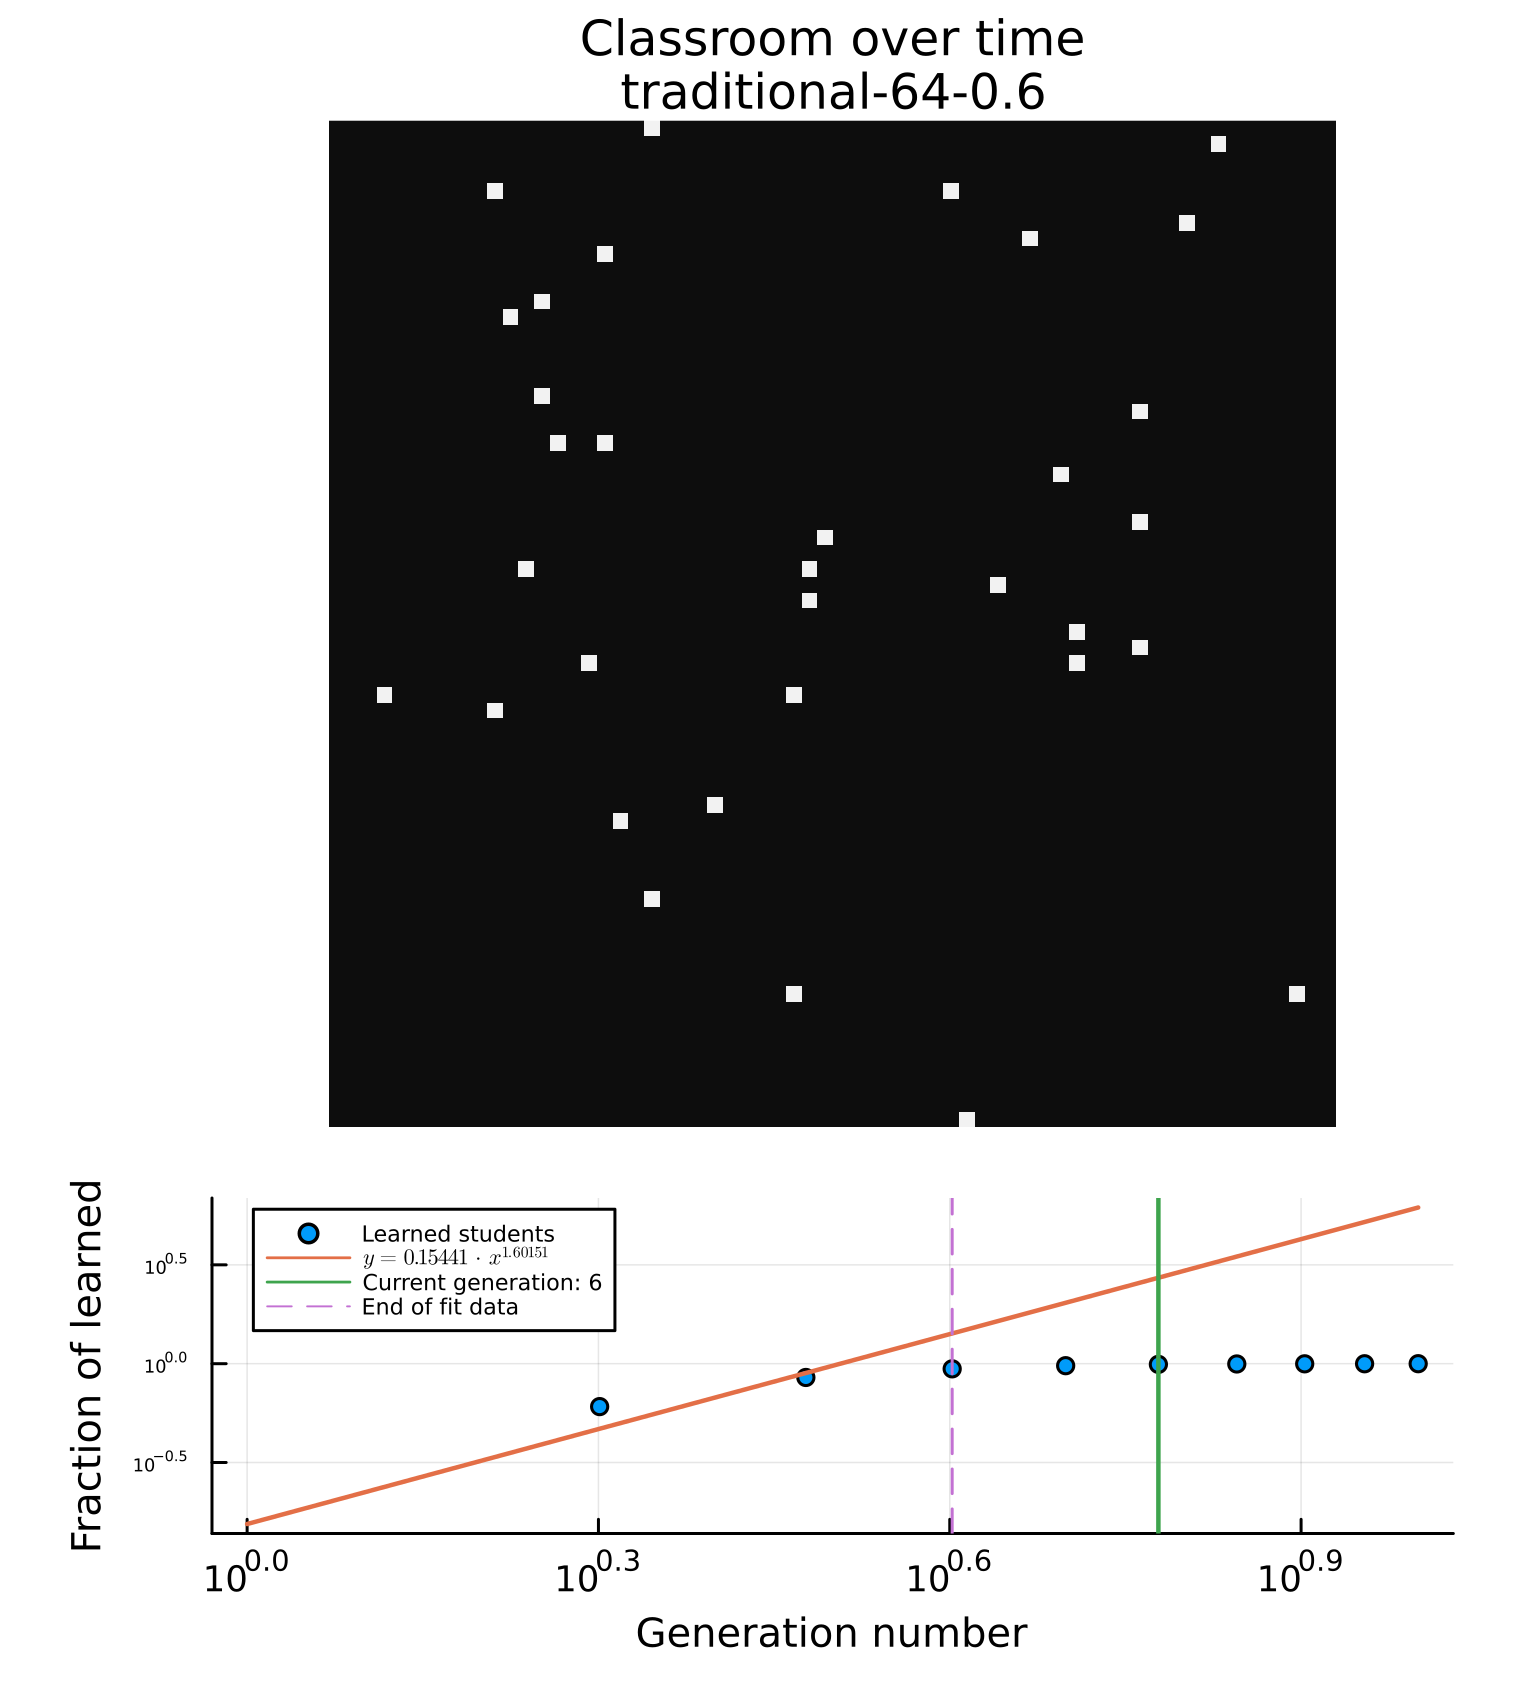 Classroom over time
traditional-64-0.6
Fraction of learned
Learned students
y = 0.15441 · x^1.60151
Current generation: 6
End of fit data
10^0.5
10^0.0
10^−0.5
10^0.0
10^0.3
10^0.6
10^0.9
Generation number